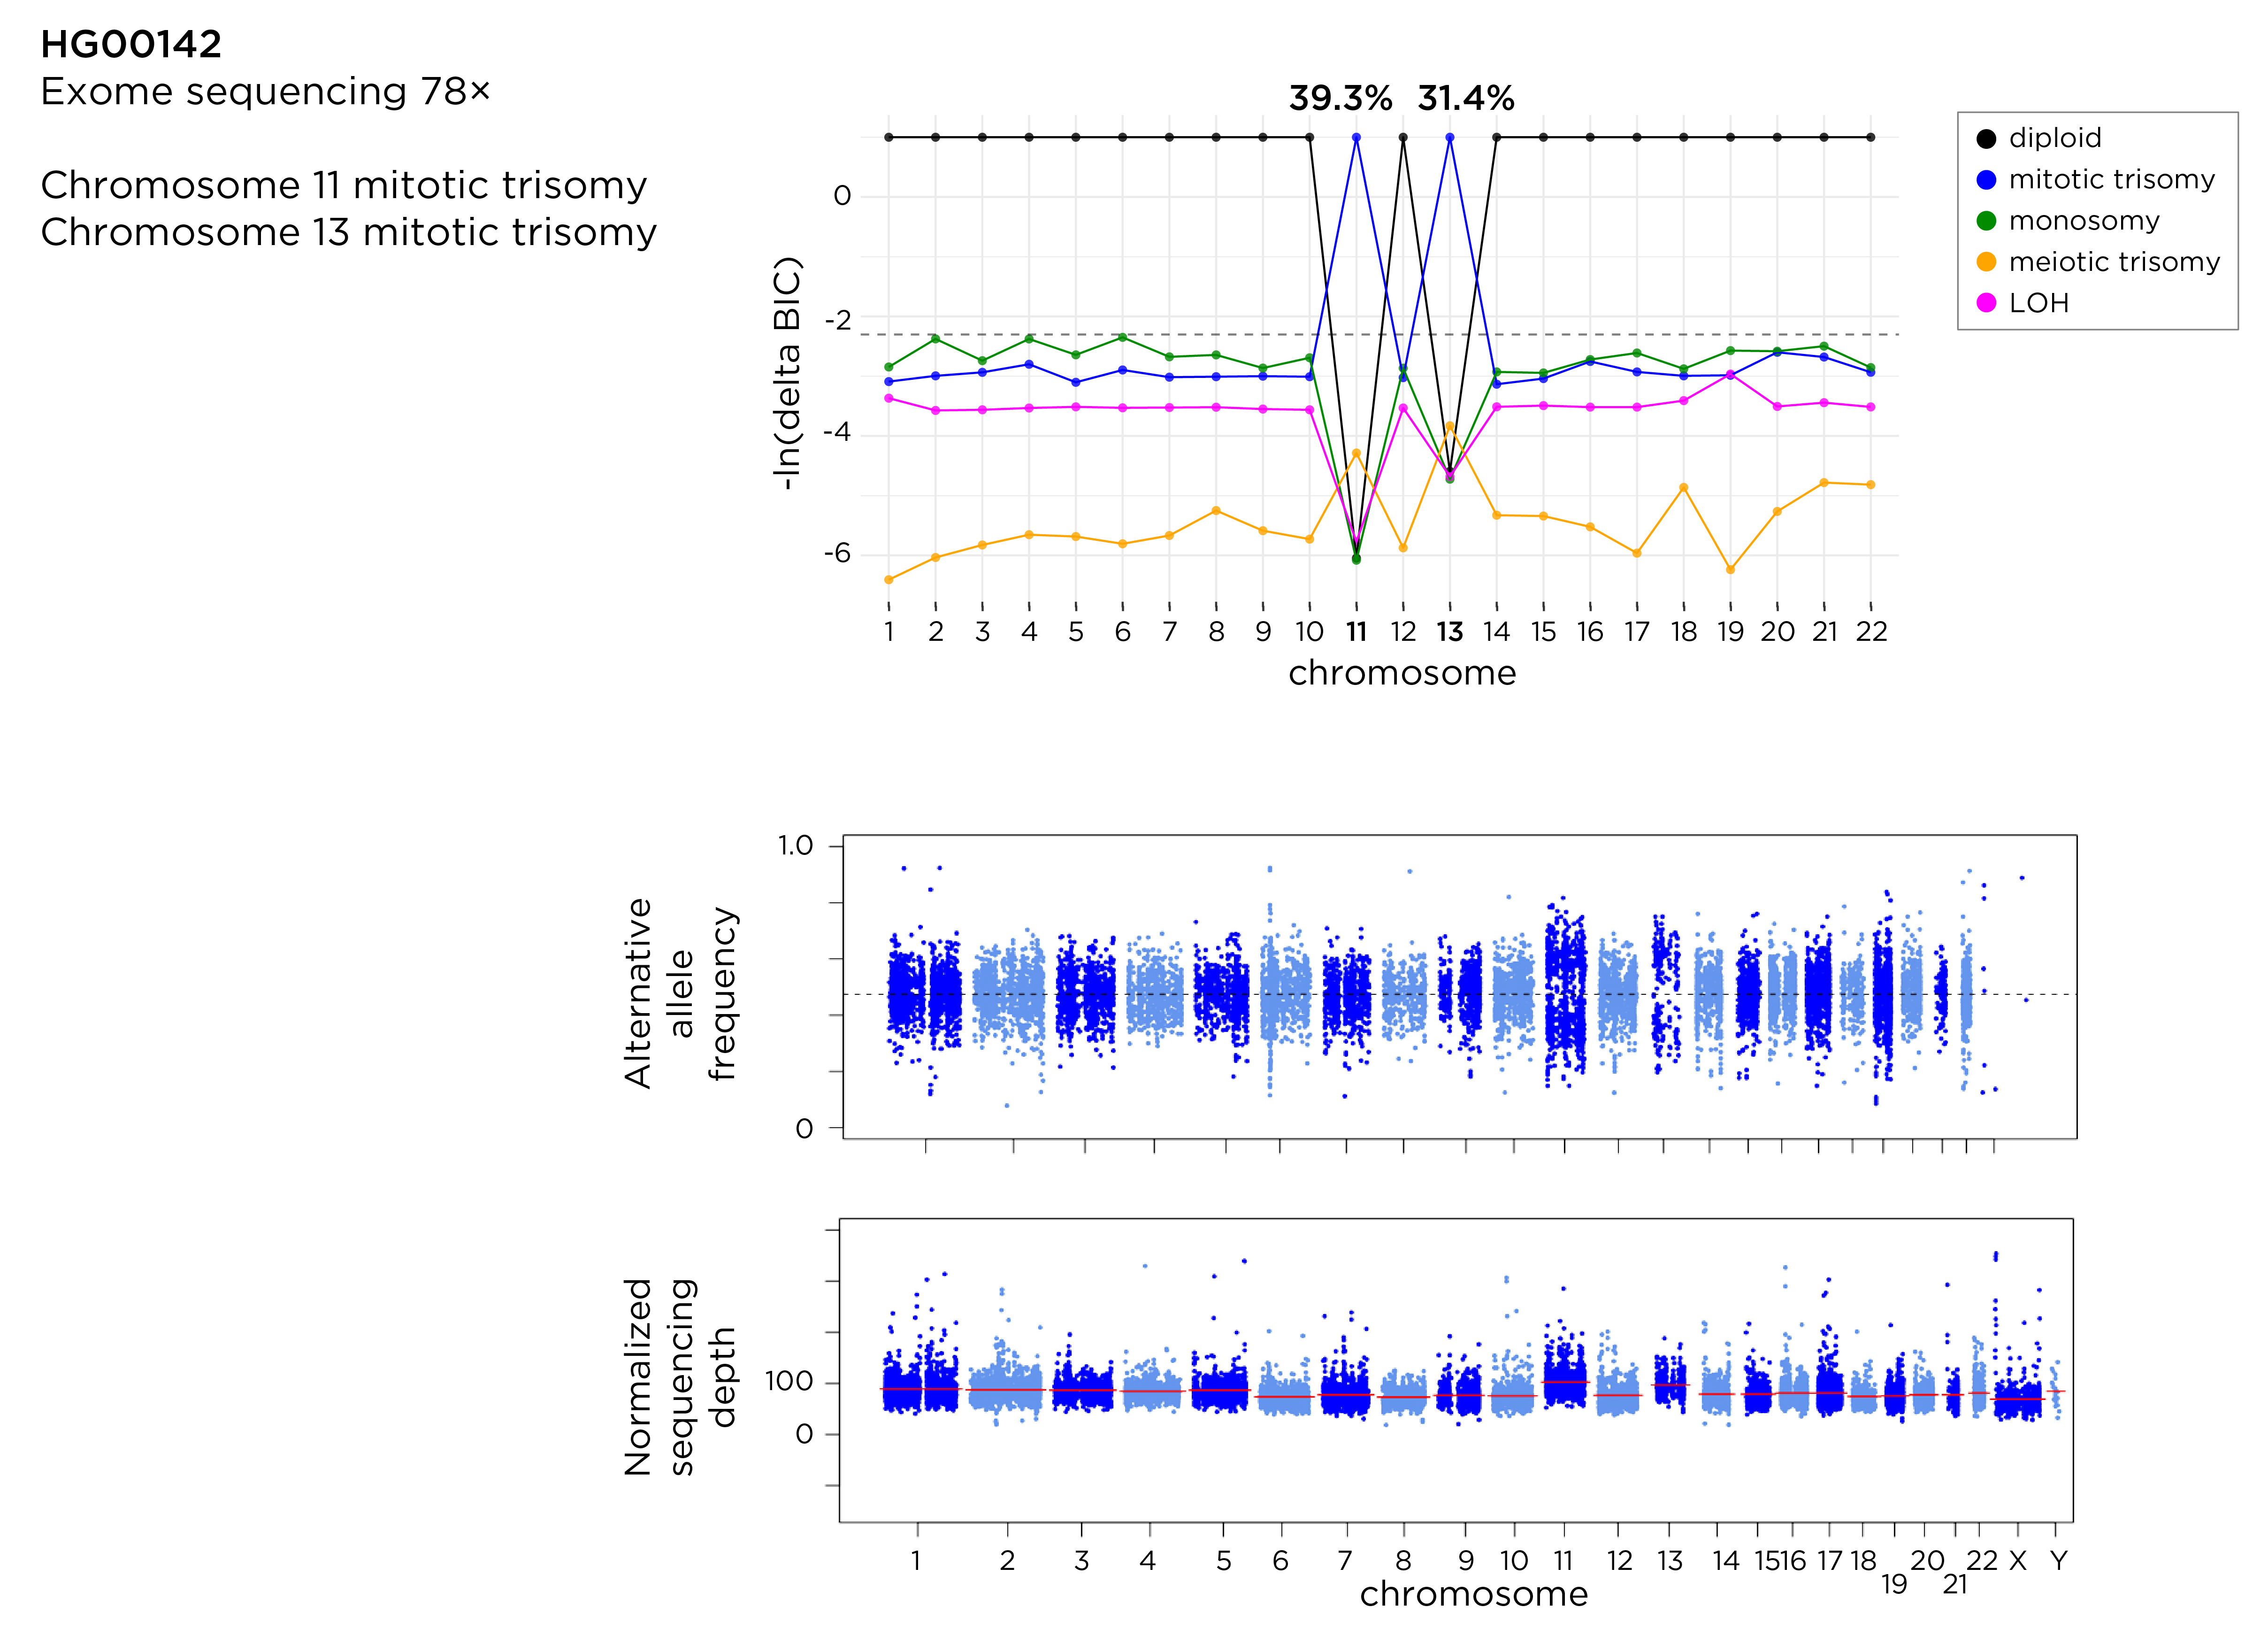 HG00142
Exome sequencing 78×
Chromosome 11 mitotic trisomy
Chromosome 13 mitotic trisomy
39.3% 31.4%
diploid
mitotic trisomy
monosomy
meiotic trisomy
LOH
-ln(delta BIC)
0
-2
-4
-6
1 2 3 4 5 6 7 8 9 10 11 12 13 14 15 16 17 18 19 20 21 22
chromosome
Alternative
allele
frequency
1.0
0
Normalized
sequencing
depth
100
0
1 2 3 4 5 6 7 8 9 10 11 12 13 14 15 16 17 18 20 22 X Y
19 21
chromosome